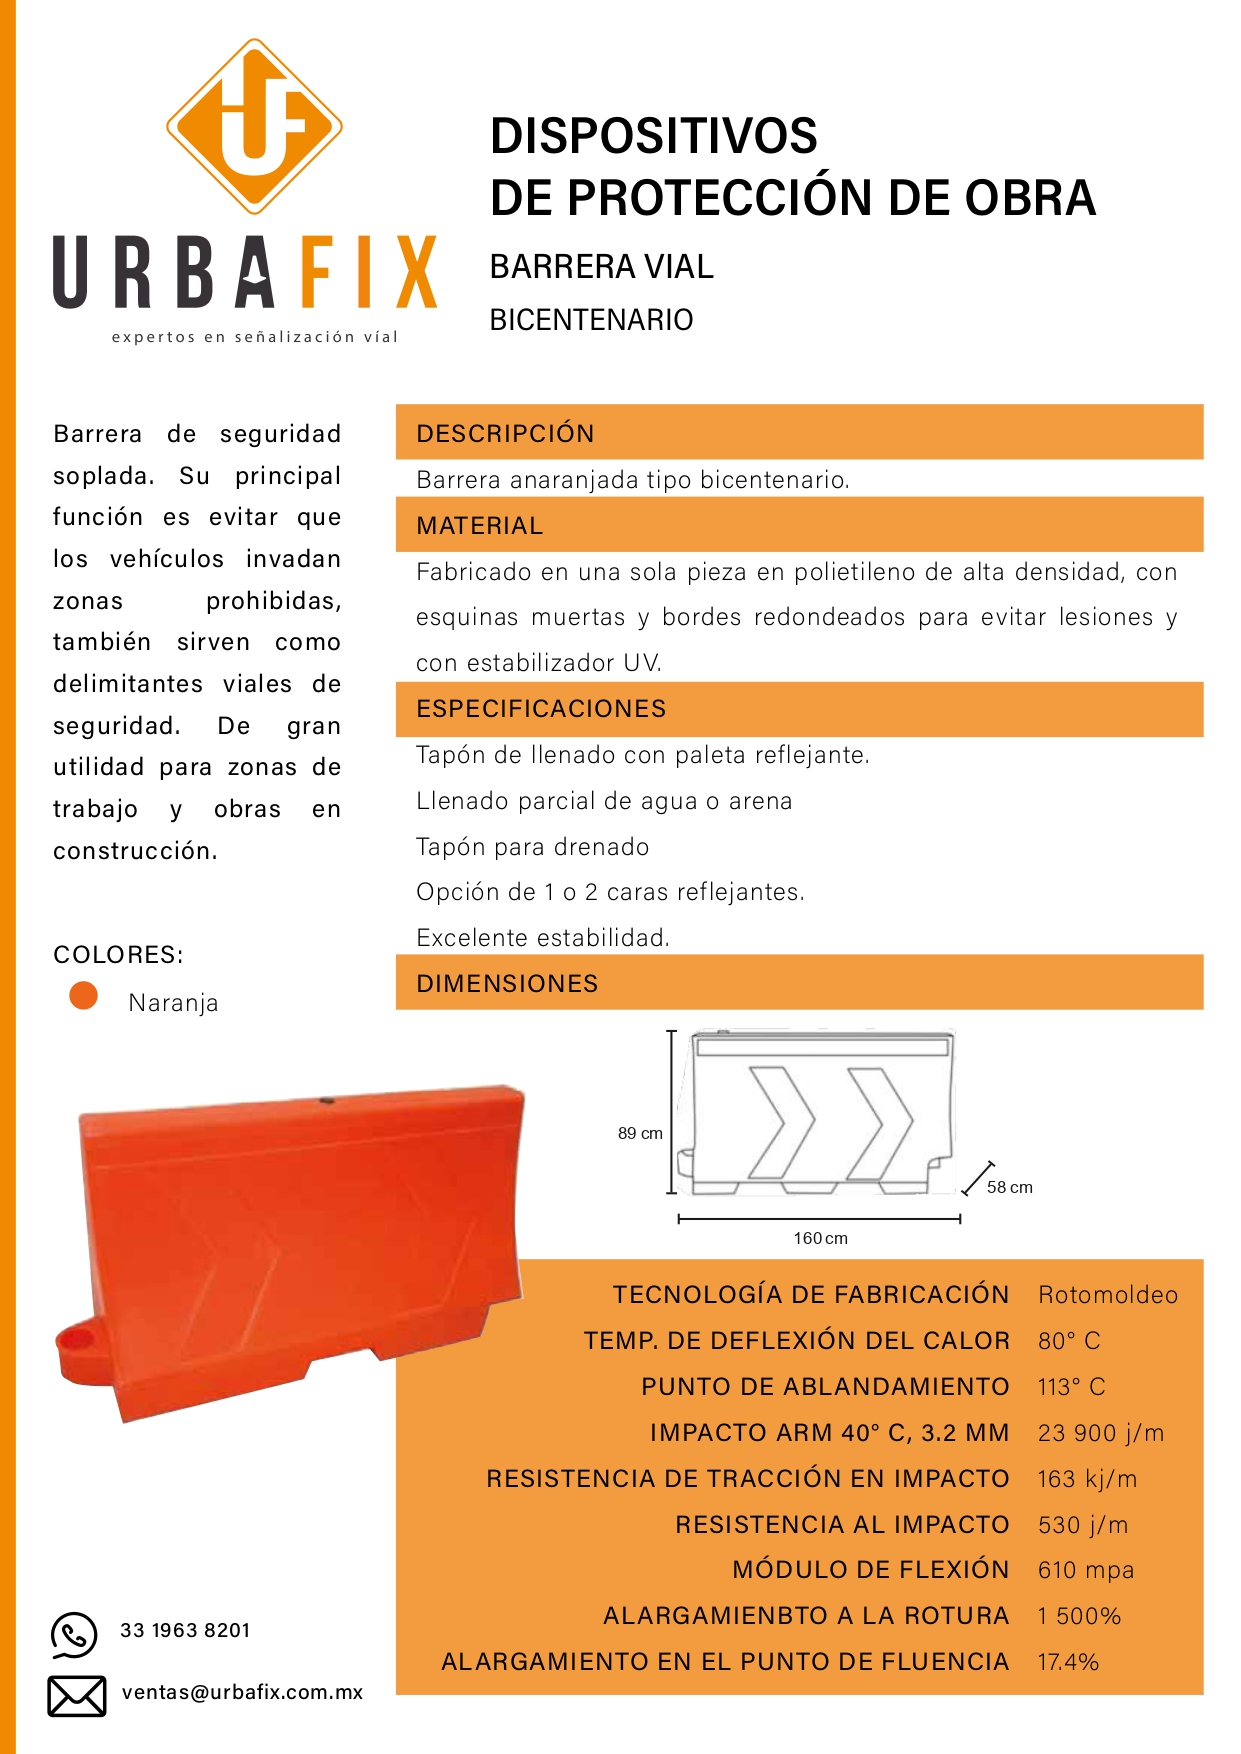 UF
URBAFIX
expertos en señalización víal
DISPOSITIVOS
DE PROTECCIÓN DE OBRA
BARRERA VIAL
BICENTENARIO
Barrera de seguridad
soplada. Su principal
función es evitar que
los vehículos invadan
zonas prohibidas,
también sirven como
delimitantes viales de
seguridad. De gran
utilidad para zonas de
trabajo y obras en
construcción.
COLORES:
Naranja
DESCRIPCIÓN
Barrera anaranjada tipo bicentenario.
MATERIAL
Fabricado en una sola pieza en polietileno de alta densidad, con
esquinas muertas y bordes redondeados para evitar lesiones y
con estabilizador UV.
ESPECIFICACIONES
Tapón de llenado con paleta reflejante.
Llenado parcial de agua o arena
Tapón para drenado
Opción de 1 o 2 caras reflejantes.
Excelente estabilidad.
DIMENSIONES
89 cm
58 cm
160 cm
TECNOLOGÍA DE FABRICACIÓN Rotomoldeo
TEMP. DE DEFLEXIÓN DEL CALOR 80° C
PUNTO DE ABLANDAMIENTO 113° C
IMPACTO ARM 40° C, 3.2 MM 23 900 j/m
RESISTENCIA DE TRACCIÓN EN IMPACTO 163 kj/m
RESISTENCIA AL IMPACTO 530 j/m
MÓDULO DE FLEXIÓN 610 mpa
ALARGAMIENBTO A LA ROTURA 1 500%
ALARGAMIENTO EN EL PUNTO DE FLUENCIA 17.4%
33 1963 8201
ventas@urbafix.com.mx